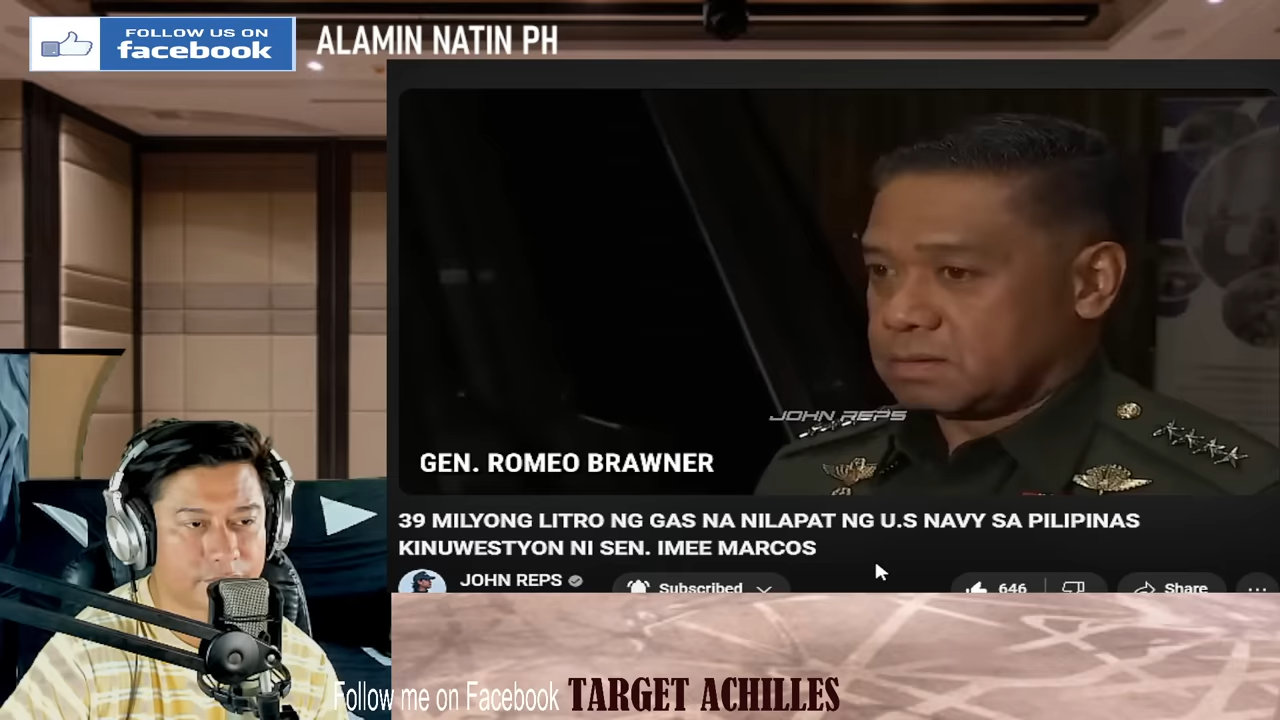 FOLLOW US ON
facebook
ALAMIN NATIN PH
JOHN REPS
GEN. ROMEO BRAWNER
39 MILYONG LITRO NG GAS NA NILAPAT NG U.S NAVY SA PILIPINAS
KINUWESTYON NI SEN. IMEE MARCOS
JOHN REPS
Subscribed
646
Share
Follow me on Facebook TARGET ACHILLES